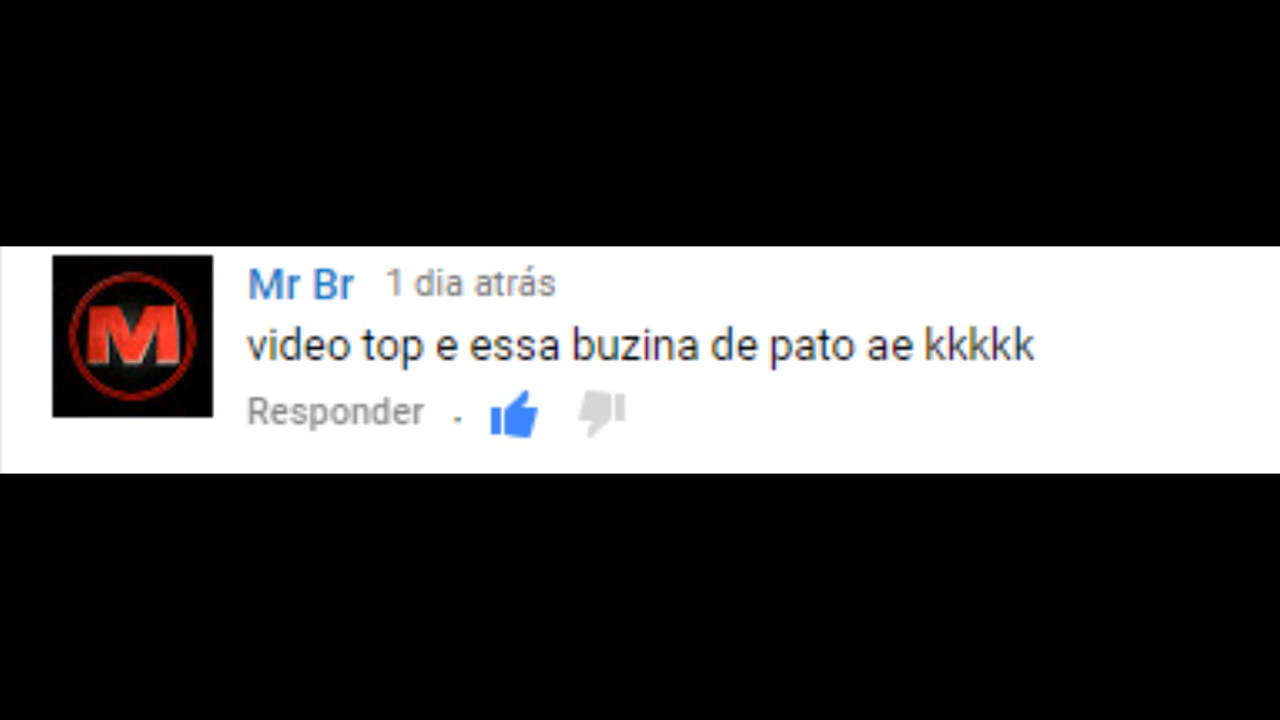 M
Mr Br 1 dia atrás
video top e essa buzina de pato ae kkkkk
Responder .